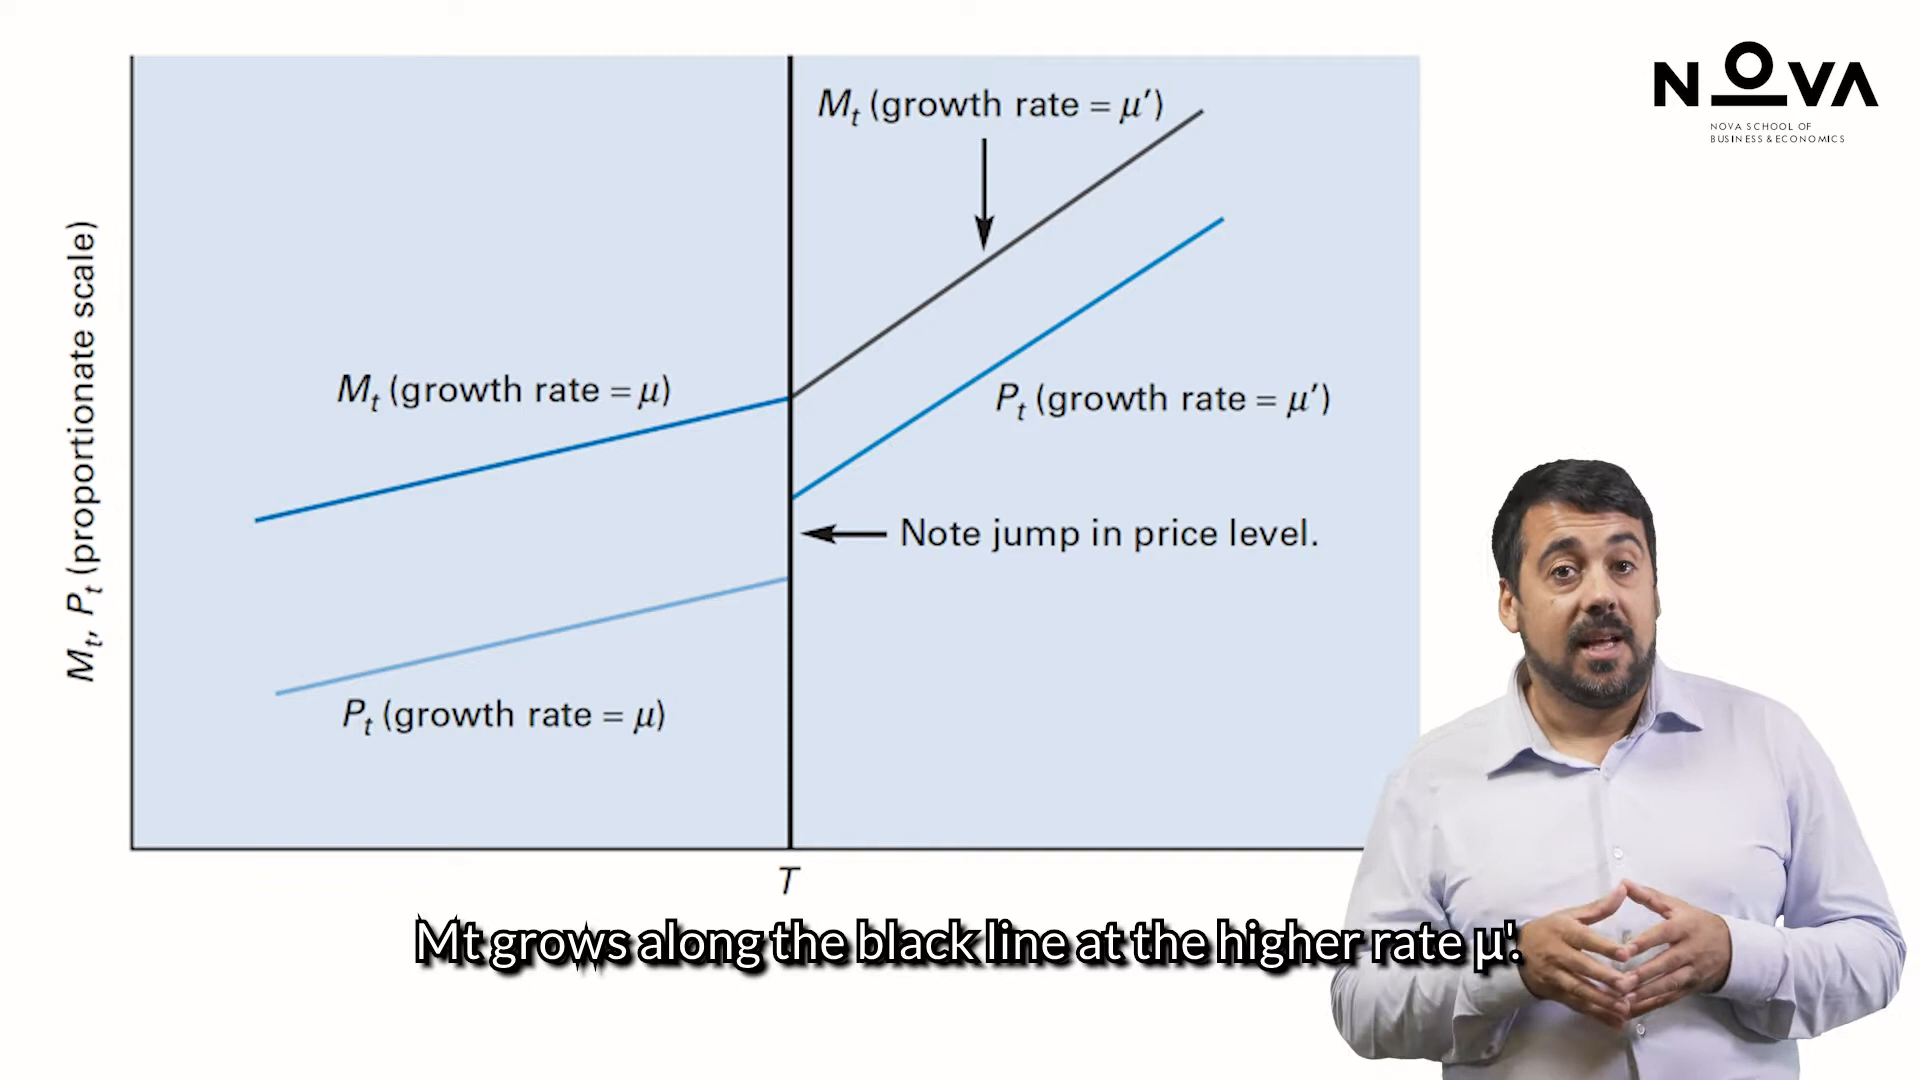 NOVA
NOVA SCHOOL OF
BUSINESS & ECONOMICS
Mₜ (growth rate = μ′)
Mₜ, Pₜ (proportionate scale)
Mₜ (growth rate = μ)
Pₜ (growth rate = μ′)
Note jump in price level.
Pₜ (growth rate = μ)
T
Mt grows along the black line at the higher rate μ'.